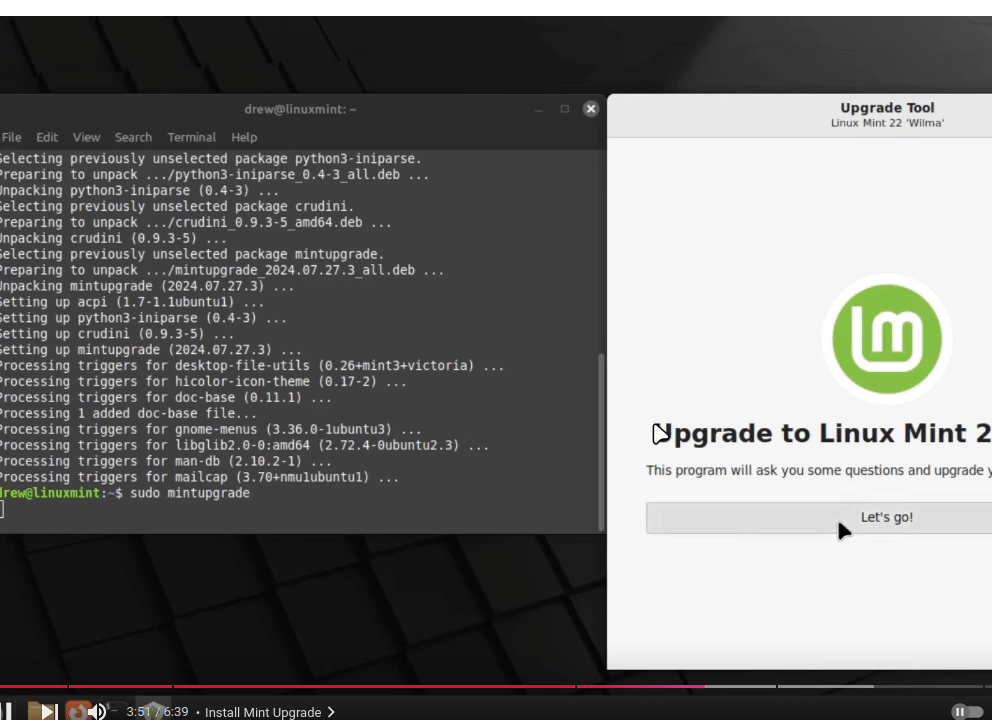 drew@linuxmint: ~
File Edit View Search Terminal Help
Selecting previously unselected package python3-iniparse.
Preparing to unpack .../python3-iniparse_0.4-3_all.deb ...
Unpacking python3-iniparse (0.4-3) ...
Selecting previously unselected package crudini.
Preparing to unpack .../crudini_0.9.3-5_amd64.deb ...
Unpacking crudini (0.9.3-5) ...
Selecting previously unselected package mintupgrade.
Preparing to unpack .../mintupgrade_2024.07.27.3_all.deb ...
Unpacking mintupgrade (2024.07.27.3) ...
Setting up acpi (1.7-1.1ubuntu1) ...
Setting up python3-iniparse (0.4-3) ...
Setting up crudini (0.9.3-5) ...
Setting up mintupgrade (2024.07.27.3) ...
Processing triggers for desktop-file-utils (0.26+mint3+victoria) ...
Processing triggers for hicolor-icon-theme (0.17-2) ...
Processing triggers for doc-base (0.11.1) ...
Processing 1 added doc-base file...
Processing triggers for gnome-menus (3.36.0-1ubuntu3) ...
Processing triggers for libglib2.0-0:amd64 (2.72.4-0ubuntu2.3) ...
Processing triggers for man-db (2.10.2-1) ...
Processing triggers for mailcap (3.70+nmu1ubuntu1) ...
drew@linuxmint:~$ sudo mintupgrade
Upgrade Tool
Linux Mint 22 'Wilma'
Upgrade to Linux Mint 2
This program will ask you some questions and upgrade y
Let's go!
3:51 / 6:39 • Install Mint Upgrade